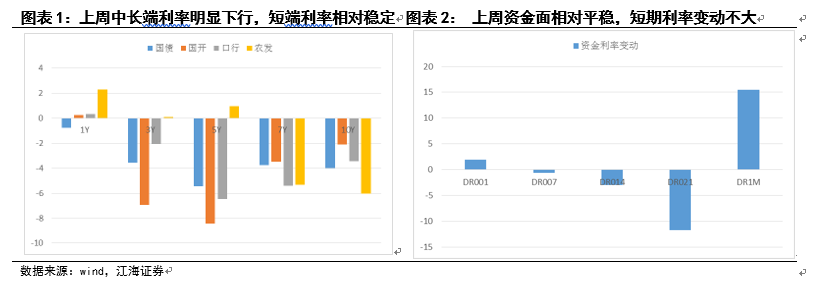 图表1：上周中长端利率明显下行，短端利率相对稳定
图表2： 上周资金面相对平稳，短期利率变动不大
国债 国开 口行 农发
4
2
0
-2
-4
-6
-8
-10
1Y 3Y 5Y 7Y 10Y
资金利率变动
20
15
10
5
0
-5
-10
-15
DR001 DR007 DR014 DR021 DR1M
数据来源：wind，江海证券